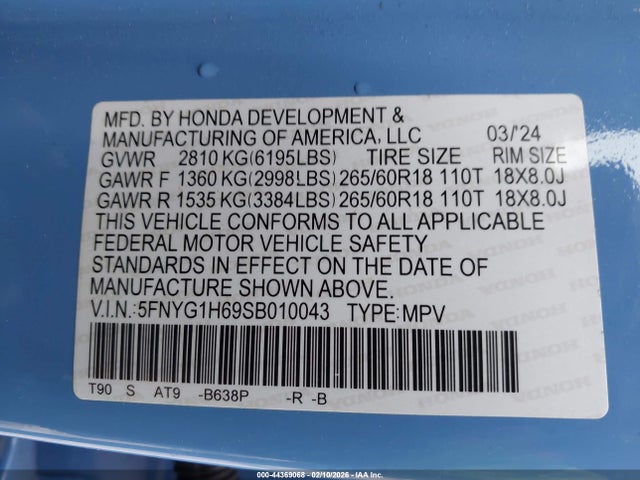 MFD. BY HONDA DEVELOPMENT &
MANUFACTURING OF AMERICA, LLC 03/'24
GVWR 2810 KG(6195LBS) TIRE SIZE RIM SIZE
GAWR F 1360 KG(2998LBS) 265/60R18 110T 18X8.0J
GAWR R 1535 KG(3384LBS) 265/60R18 110T 18X8.0J
THIS VEHICLE CONFORMS TO ALL APPLICABLE
FEDERAL MOTOR VEHICLE SAFETY
STANDARDS IN EFFECT ON THE DATE OF
MANUFACTURE SHOWN ABOVE.
V.I.N.:5FNYG1H69SB010043 TYPE:MPV
T90 S AT9 -B638P -R -B
000-44369068 - 02/10/2026 - IAA Inc.